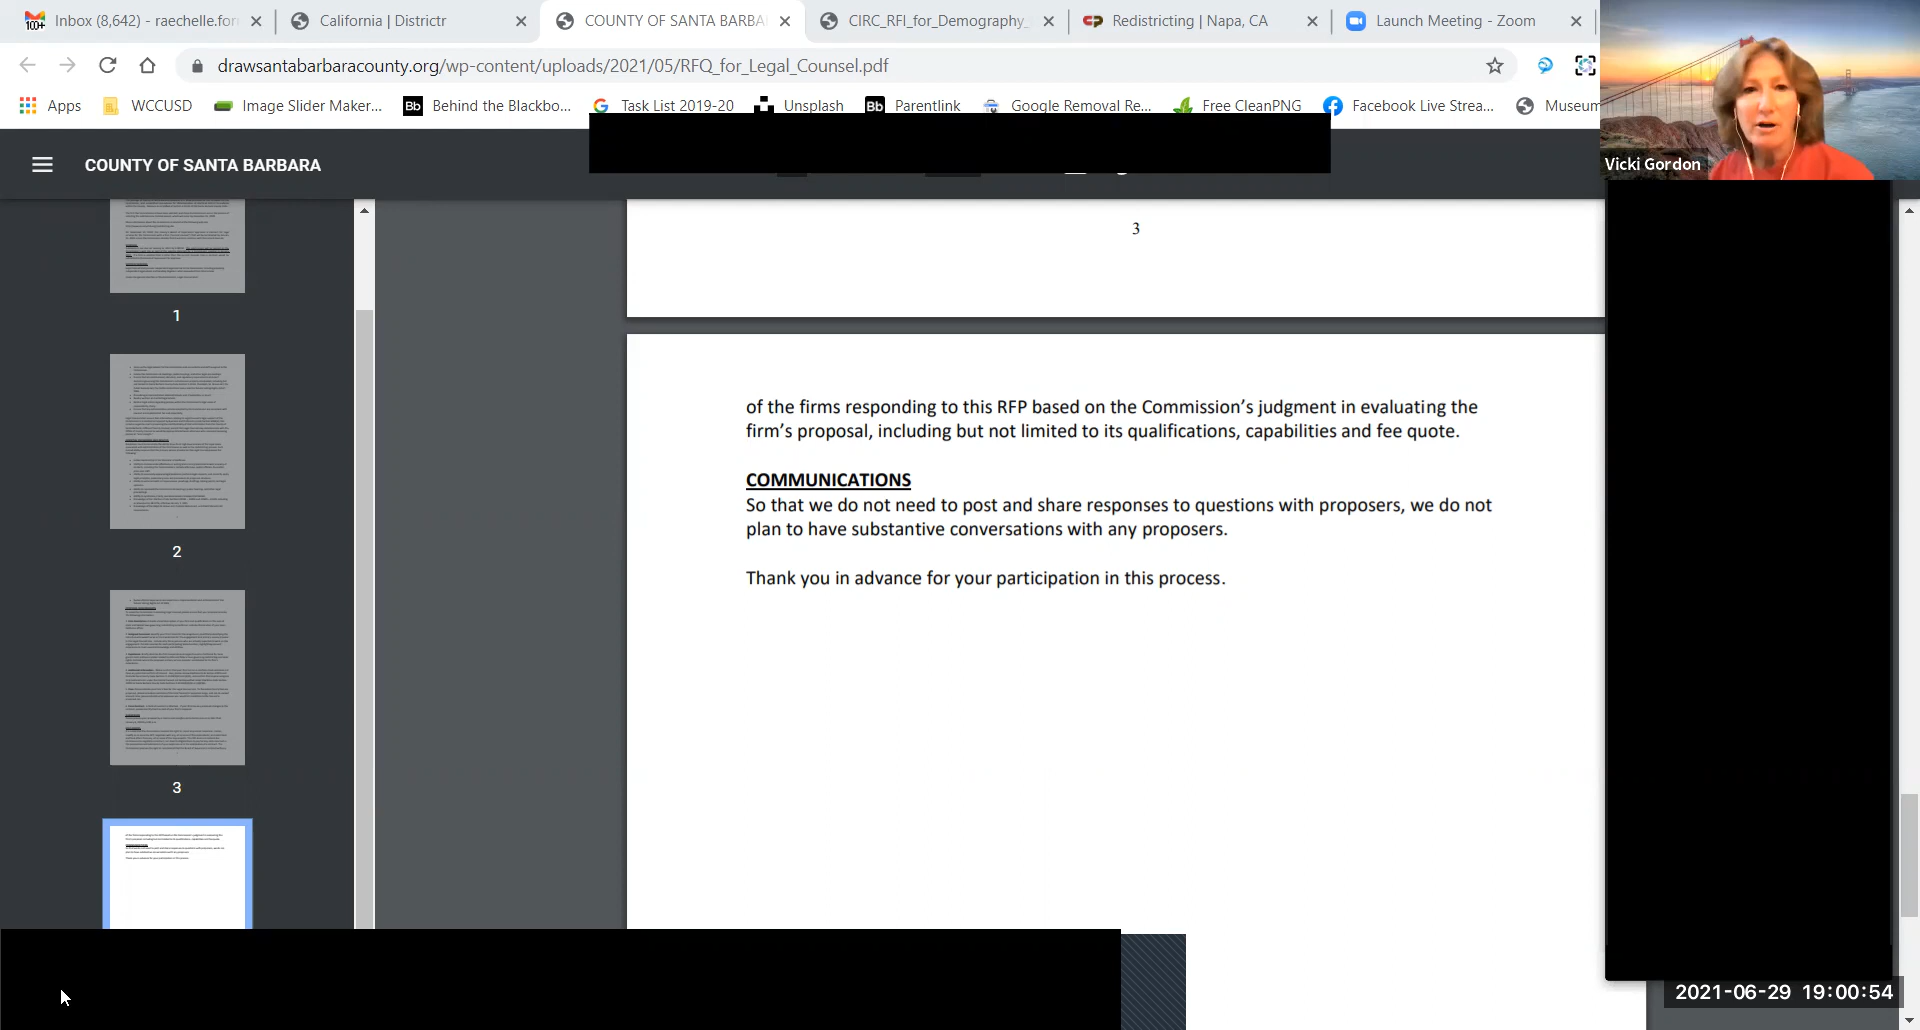 Inbox (8,642) - raechelle.for
California | Districtr
COUNTY OF SANTA BARBA
CIRC_RFI_for_Demography_
Redistricting | Napa, CA
Launch Meeting - Zoom
drawsantabarbaracounty.org/wp-content/uploads/2021/05/RFQ_for_Legal_Counsel.pdf
Apps
WCCUSD
Image Slider Maker...
Bb Behind the Blackbo...
Task List 2019-20
Unsplash
Bb Parentlink
Google Removal Re...
Free CleanPNG
Facebook Live Strea...
Museum
Vicki Gordon
COUNTY OF SANTA BARBARA
1
2
3
3
of the firms responding to this RFP based on the Commission's judgment in evaluating the
firm's proposal, including but not limited to its qualifications, capabilities and fee quote.
COMMUNICATIONS
So that we do not need to post and share responses to questions with proposers, we do not
plan to have substantive conversations with any proposers.
Thank you in advance for your participation in this process.
2021-06-29 19:00:54